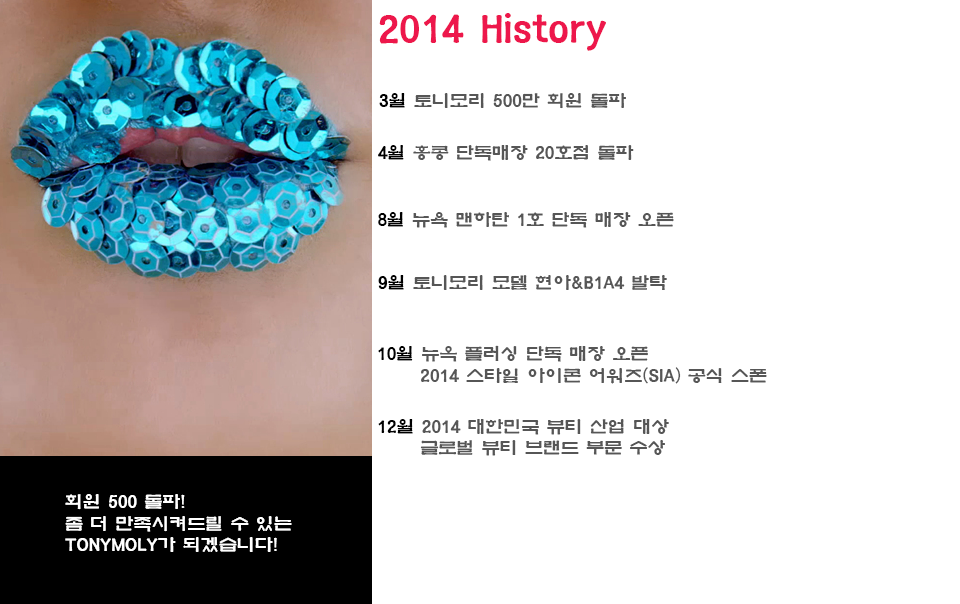 2014 History
3월 토니모리 500만 회원 돌파
4월 홍콩 단독매장 20호점 돌파
8월 뉴욕 맨하탄 1호 단독 매장 오픈
9월 토니모리 모델 현아&B1A4 발탁
10월 뉴욕 플러싱 단독 매장 오픈
2014 스타일 아이콘 어워즈(SIA) 공식 스폰
12월 2014 대한민국 뷰티 산업 대상
글로벌 뷰티 브랜드 부문 수상
회원 500 돌파!
좀 더 만족시켜드릴 수 있는
TONYMOLY가 되겠습니다!